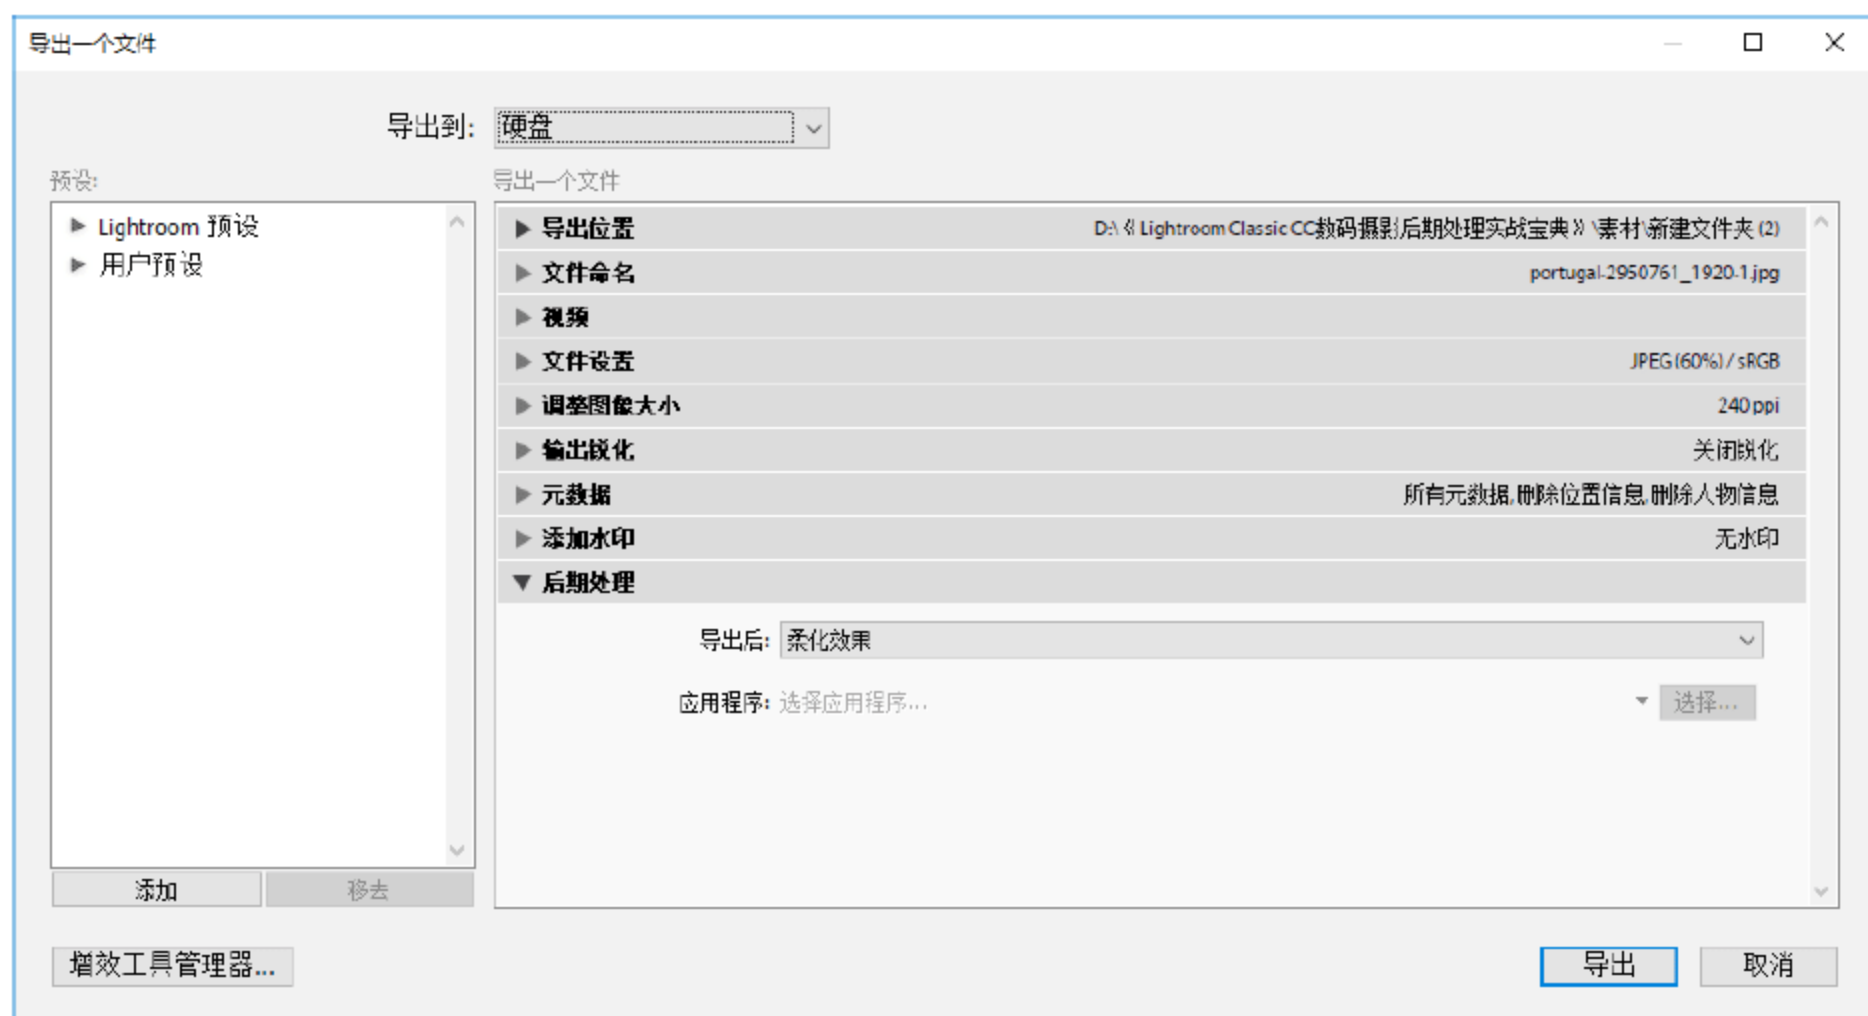 导出一个文件
导出到: 硬盘
预设:
导出一个文件
Lightroom 预设
用户预设
导出位置 D:\《Lightroom Classic CC数码摄影后期处理实战宝典》\素材\新建文件夹 (2)
文件命名 portugal-2950761_1920-1.jpg
视频
文件设置 JPEG (60%) / sRGB
调整图像大小 240 ppi
输出锐化 关闭锐化
元数据 所有元数据,删除位置信息,删除人物信息
添加水印 无水印
后期处理
导出后: 柔化效果
应用程序: 选择应用程序... 选择...
添加 移去
增效工具管理器... 导出 取消